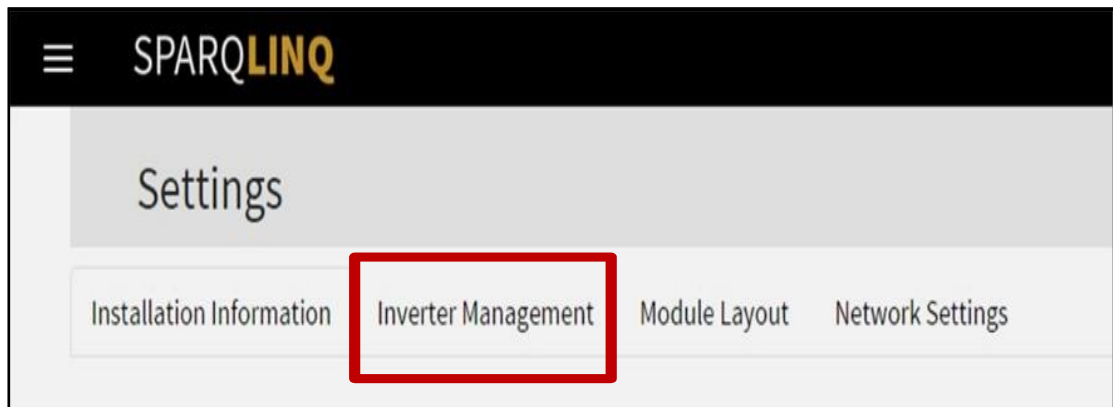 SPARQLINQ
Settings
Installation Information Inverter Management Module Layout Network Settings